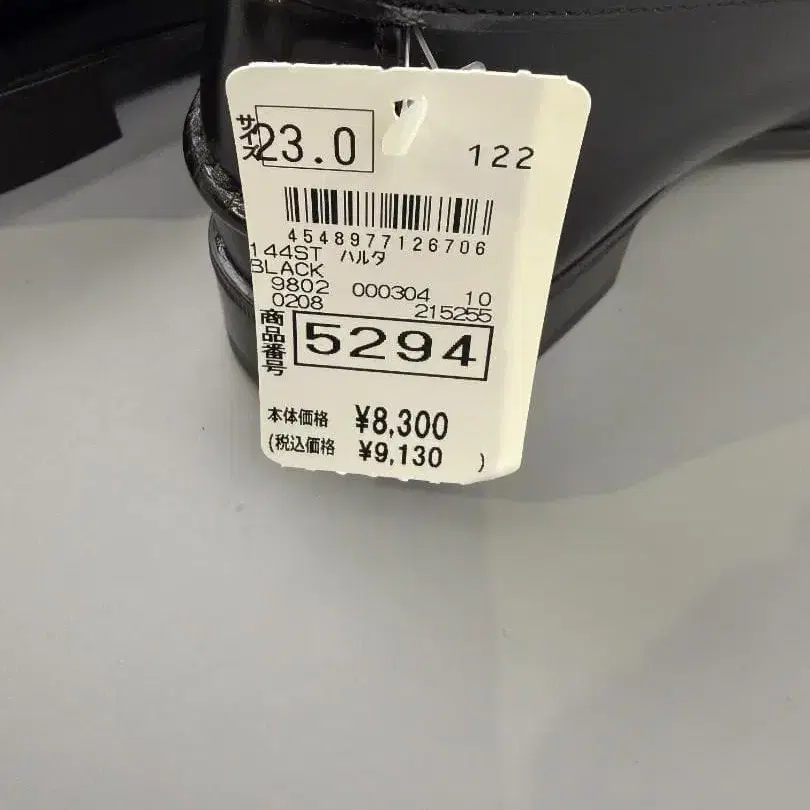 サイズ 23.0
122
4548977126706
144ST ハルタ
BLACK
9802 000304 10
0208 215255
商品番号 5294
本体価格 ¥8,300
(税込価格 ¥9,130 )